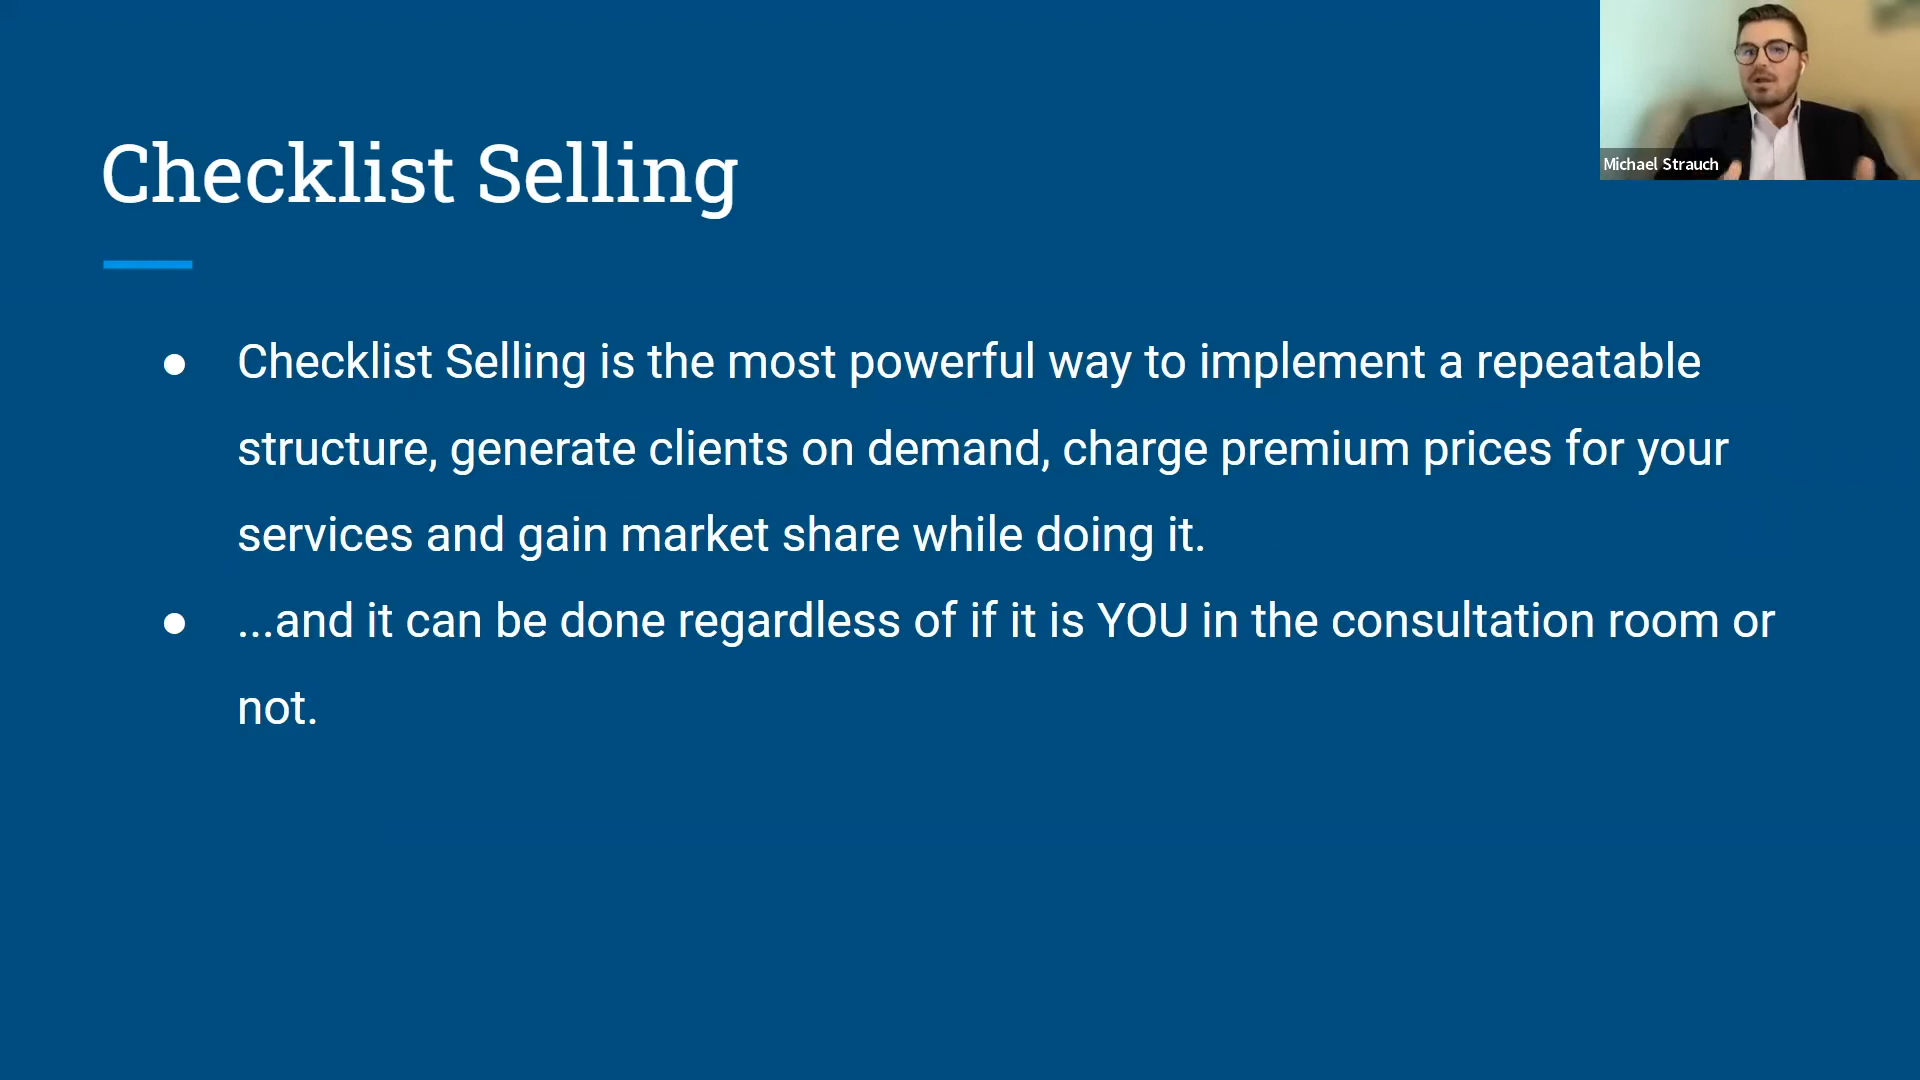 Checklist Selling
Michael Strauch
● Checklist Selling is the most powerful way to implement a repeatable
structure, generate clients on demand, charge premium prices for your
services and gain market share while doing it.
● ...and it can be done regardless of if it is YOU in the consultation room or
not.